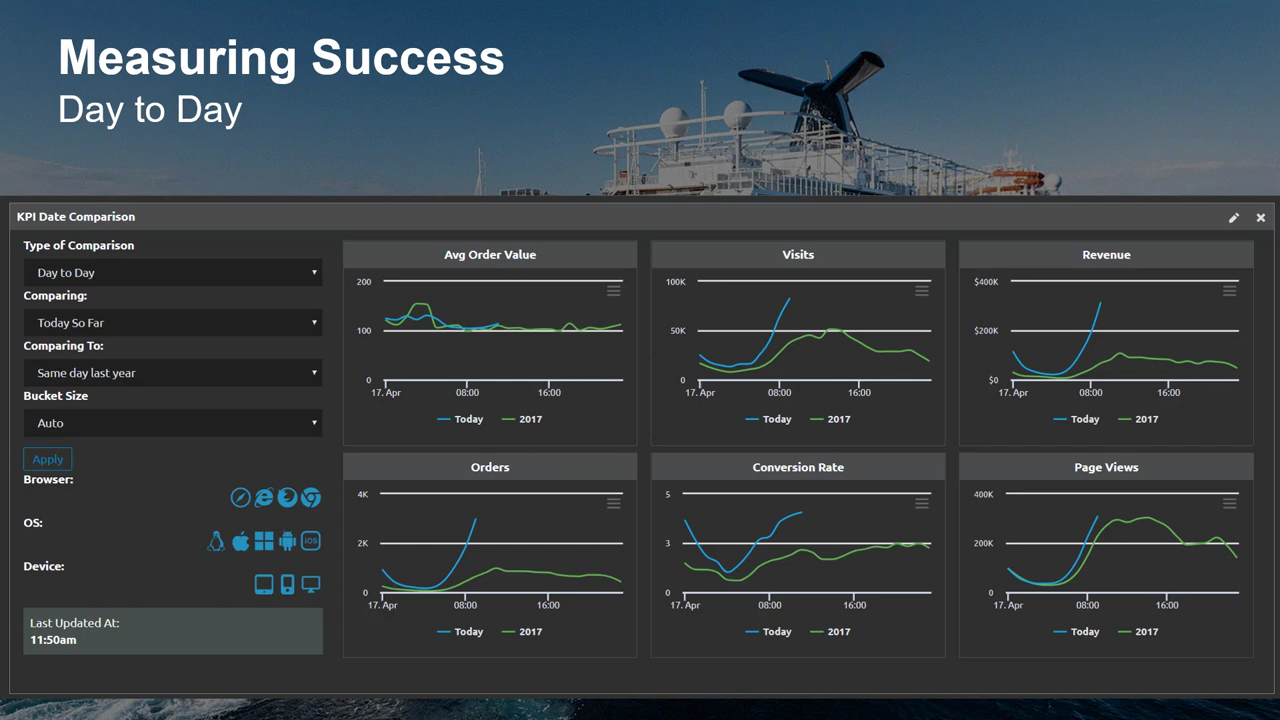 Measuring Success
Day to Day
KPI Date Comparison
Type of Comparison
Day to Day
Comparing:
Today So Far
Comparing To:
Same day last year
Bucket Size
Auto
Apply
Browser:
OS:
iOS
Device:
Last Updated At:
11:50am
Avg Order Value
200
100
0
17. Apr 08:00 16:00
Today 2017
Visits
100K
50K
0
17. Apr 08:00 16:00
Today 2017
Revenue
$400K
$200K
$0
17. Apr 08:00 16:00
Today 2017
Orders
4K
2K
0
17. Apr 08:00 16:00
Today 2017
Conversion Rate
5
3
0
17. Apr 08:00 16:00
Today 2017
Page Views
400K
200K
0
17. Apr 08:00 16:00
Today 2017